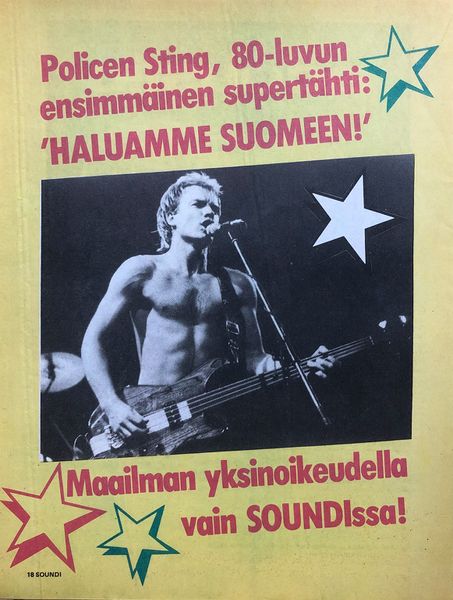 Policen Sting, 80-luvun
ensimmäinen supertähti:
'HALUAMME SUOMEEN!'
Maailman yksinoikeudella
vain SOUNDIssa!
18 SOUNDI